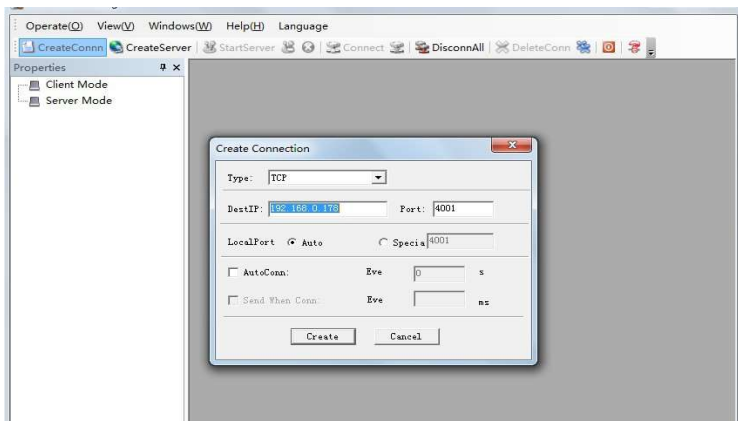 Operate(O) View(V) Windows(W) Help(H) Language
CreateConnn CreateServer StartServer Connect DisconnAll DeleteConn
Properties
Client Mode
Server Mode
Create Connection
Type: TCP
DestIP: 192.168.0.178 Port: 4001
LocalPort Auto Specia 4001
AutoConn: Eve 0 s
Send When Conn: Eve ms
Create Cancel